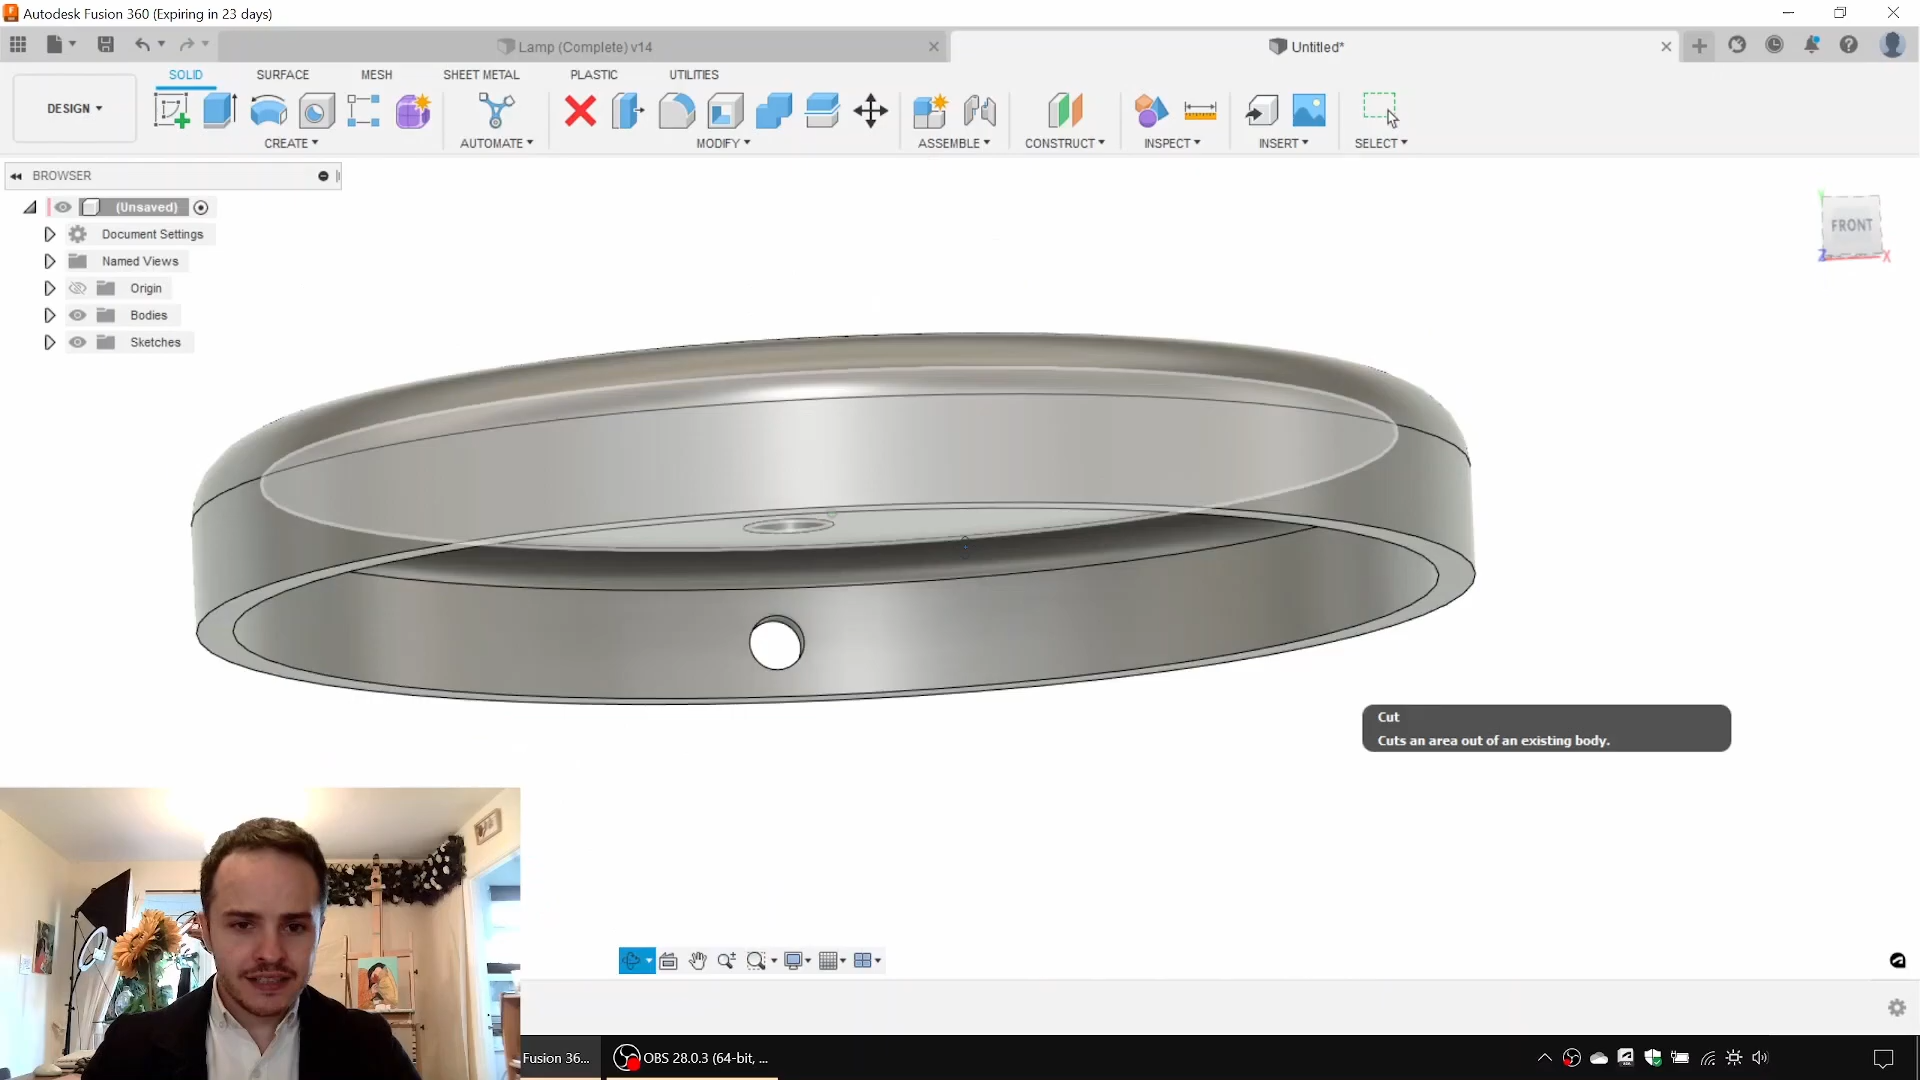 Autodesk Fusion 360 (Expiring in 23 days)
Lamp (Complete) v14
Untitled*
DESIGN
SOLID
SURFACE
MESH
SHEET METAL
PLASTIC
UTILITIES
CREATE
AUTOMATE
MODIFY
ASSEMBLE
CONSTRUCT
INSPECT
INSERT
SELECT
BROWSER
(Unsaved)
Document Settings
Named Views
Origin
Bodies
Sketches
FRONT
Y
Z
X
Cut
Cuts an area out of an existing body.
Fusion 36...
OBS 28.0.3 (64-bit, ...